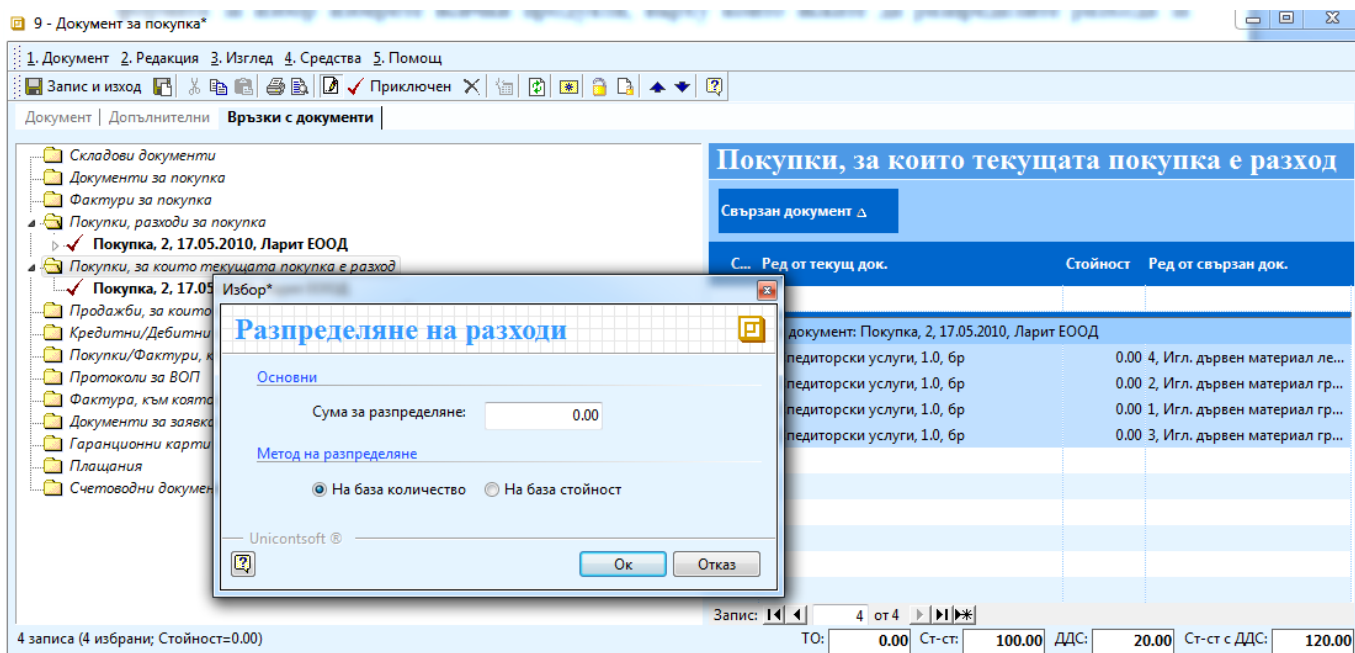 9 - Документ за покупка*
1. Документ 2. Редакция 3. Изглед 4. Средства 5. Помощ
Запис и изход Приключен
Документ | Допълнителни Връзки с документи
Складови документи
Документи за покупка
Фактури за покупка
Покупки, разходи за покупка
Покупка, 2, 17.05.2010, Ларит ЕООД
Покупки, за които текущата покупка е разход
Покупка, 2, 17.05
Продажби, за които
Кредитни/Дебитни
Покупки/Фактури, к
Протоколи за ВОП
Фактура, към която
Документи за заявка
Гаранционни карти
Плащания
Счетоводни докумен
Покупки, за които текущата покупка е разход
Свързан документ
С... Ред от текущ док. Стойност Ред от свързан док.
документ: Покупка, 2, 17.05.2010, Ларит ЕООД
педиторски услуги, 1.0, бр 0.00 4, Игл. дървен материал ле...
педиторски услуги, 1.0, бр 0.00 2, Игл. дървен материал гр...
педиторски услуги, 1.0, бр 0.00 1, Игл. дървен материал гр...
педиторски услуги, 1.0, бр 0.00 3, Игл. дървен материал гр...
Избор*
Разпределяне на разходи
Основни
Сума за разпределяне: 0.00
Метод на разпределяне
На база количество На база стойност
Unicontsoft ®
Ок Отказ
Запис: 4 от 4
4 записа (4 избрани; Стойност=0.00)
ТО: 0.00 Ст-ст: 100.00 ДДС: 20.00 Ст-ст с ДДС: 120.00